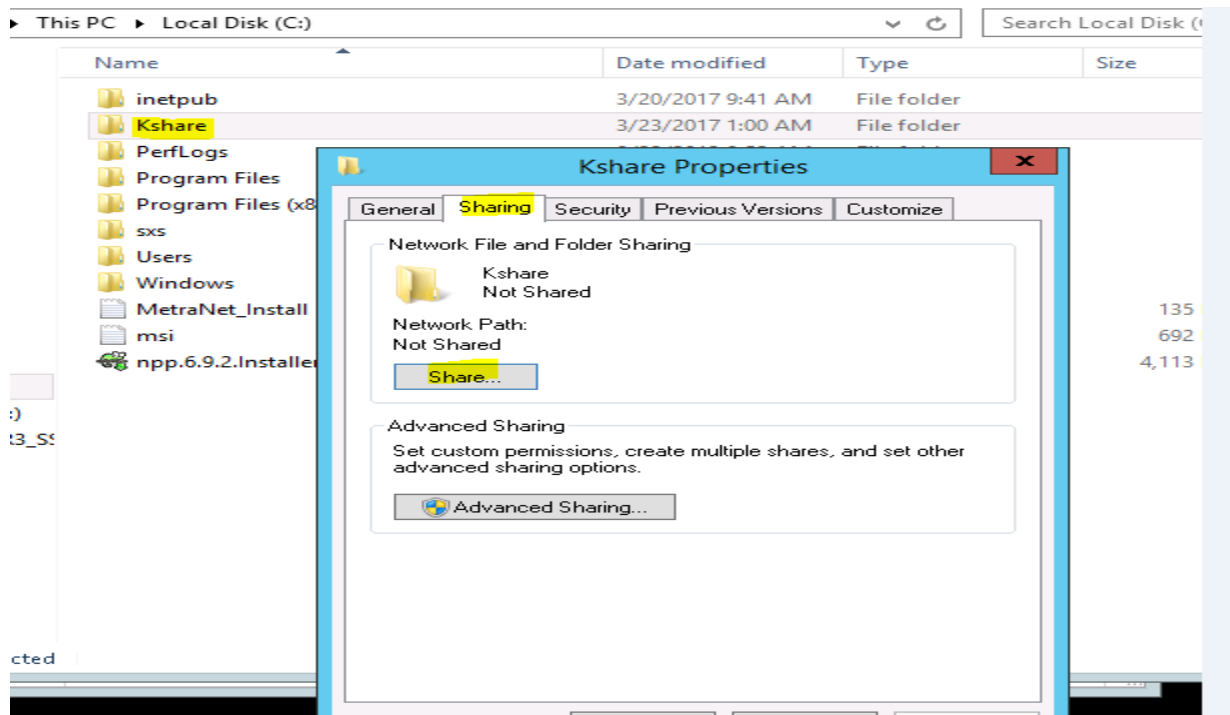 This PC ▸ Local Disk (C:)
Search Local Disk
Name Date modified Type Size
inetpub 3/20/2017 9:41 AM File folder
Kshare 3/23/2017 1:00 AM File folder
PerfLogs
Program Files
Program Files (x8
sxs
Users
Windows
MetraNet_Install 135
msi 692
npp.6.9.2.Installer 4,113
:)
cted
Kshare Properties
x
General Sharing Security Previous Versions Customize
Network File and Folder Sharing
Kshare
Not Shared
Network Path:
Not Shared
Share...
Advanced Sharing
Set custom permissions, create multiple shares, and set other
advanced sharing options.
Advanced Sharing...